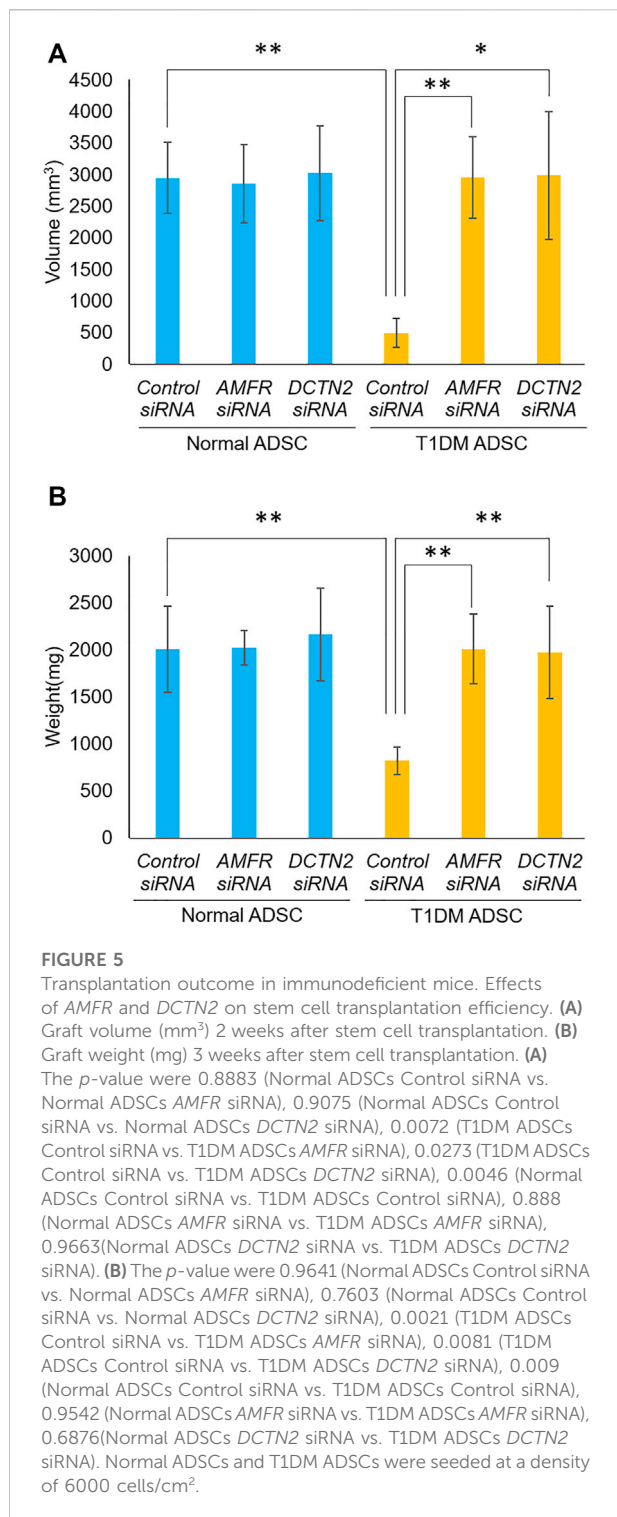 A
** *
**
4500
4000
3500
3000
2500
2000
1500
1000
500
0
Volume (mm³)
Control siRNA AMFR siRNA DCTN2 siRNA Control siRNA AMFR siRNA DCTN2 siRNA
Normal ADSC T1DM ADSC
B
** **
**
3000
2500
2000
1500
1000
500
0
Weight(mg)
Control siRNA AMFR siRNA DCTN2 siRNA Control siRNA AMFR siRNA DCTN2 siRNA
Normal ADSC T1DM ADSC
FIGURE 5
Transplantation outcome in immunodeficient mice. Effects
of AMFR and DCTN2 on stem cell transplantation efficiency. (A)
Graft volume (mm³) 2 weeks after stem cell transplantation. (B)
Graft weight (mg) 3 weeks after stem cell transplantation. (A)
The p-value were 0.8883 (Normal ADSCs Control siRNA vs.
Normal ADSCs AMFR siRNA), 0.9075 (Normal ADSCs Control
siRNA vs. Normal ADSCs DCTN2 siRNA), 0.0072 (T1DM ADSCs
Control siRNA vs. T1DM ADSCs AMFR siRNA), 0.0273 (T1DM ADSCs
Control siRNA vs. T1DM ADSCs DCTN2 siRNA), 0.0046 (Normal
ADSCs Control siRNA vs. T1DM ADSCs Control siRNA), 0.888
(Normal ADSCs AMFR siRNA vs. T1DM ADSCs AMFR siRNA),
0.9663(Normal ADSCs DCTN2 siRNA vs. T1DM ADSCs DCTN2
siRNA). (B) The p-value were 0.9641 (Normal ADSCs Control siRNA
vs. Normal ADSCs AMFR siRNA), 0.7603 (Normal ADSCs Control
siRNA vs. Normal ADSCs DCTN2 siRNA), 0.0021 (T1DM ADSCs
Control siRNA vs. T1DM ADSCs AMFR siRNA), 0.0081 (T1DM
ADSCs Control siRNA vs. T1DM ADSCs DCTN2 siRNA), 0.009
(Normal ADSCs Control siRNA vs. T1DM ADSCs Control siRNA),
0.9542 (Normal ADSCs AMFR siRNA vs. T1DM ADSCs AMFR siRNA),
0.6876(Normal ADSCs DCTN2 siRNA vs. T1DM ADSCs DCTN2
siRNA). Normal ADSCs and T1DM ADSCs were seeded at a density
of 6000 cells/cm².